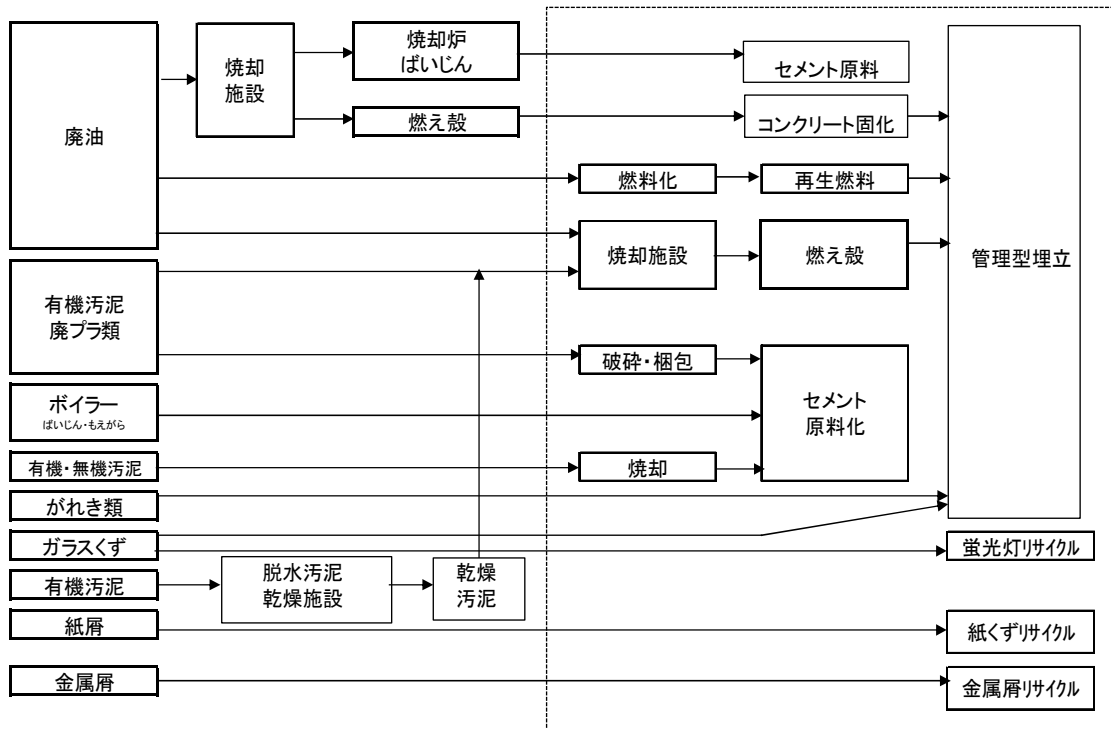 廃油
焼却
施設
焼却炉
ばいじん
燃え殻
セメント原料
コンクリート固化
燃料化
再生燃料
焼却施設
燃え殻
管理型埋立
有機汚泥
廃プラ類
破砕・梱包
セメント
原料化
ボイラー
ばいじん・もえがら
有機・無機汚泥
焼却
がれき類
ガラスくず
蛍光灯リサイクル
有機汚泥
脱水汚泥
乾燥施設
乾燥
汚泥
紙屑
紙くずリサイクル
金属屑
金属屑リサイクル